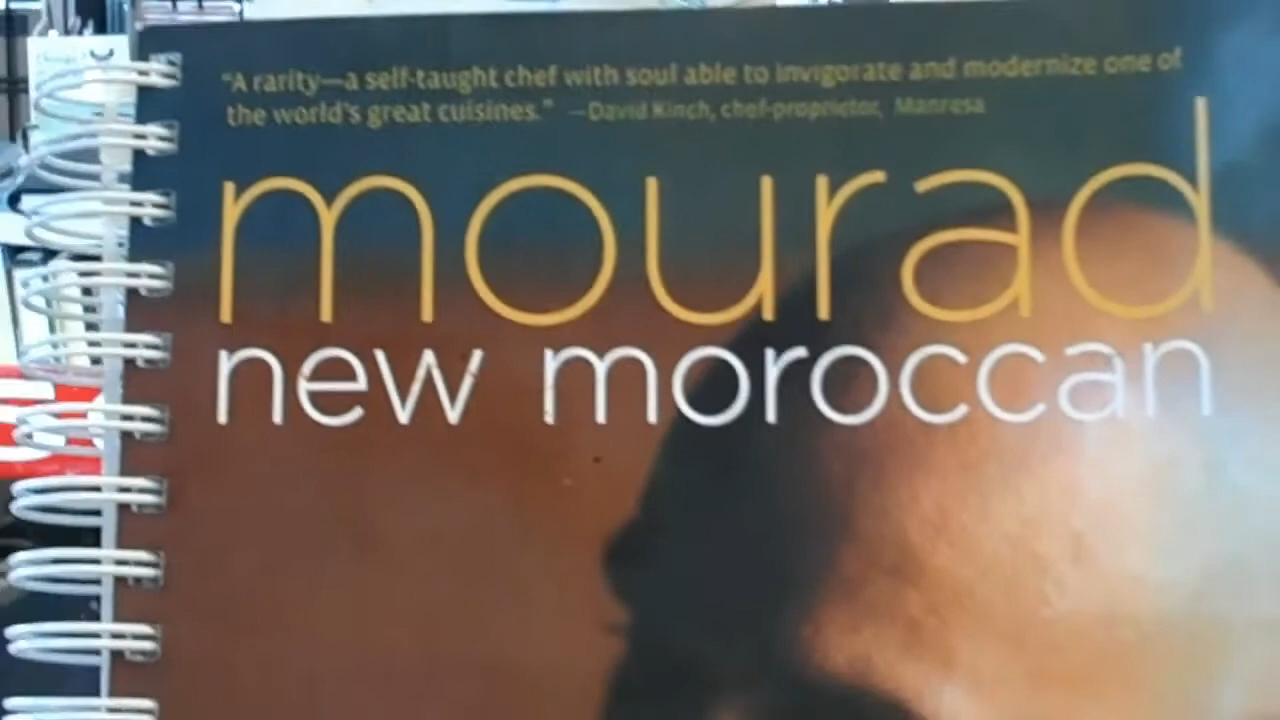 “A rarity—a self-taught chef with soul able to invigorate and modernize one of
the world’s great cuisines.” —David Kinch, chef-proprietor, Manresa
mourad
new moroccan